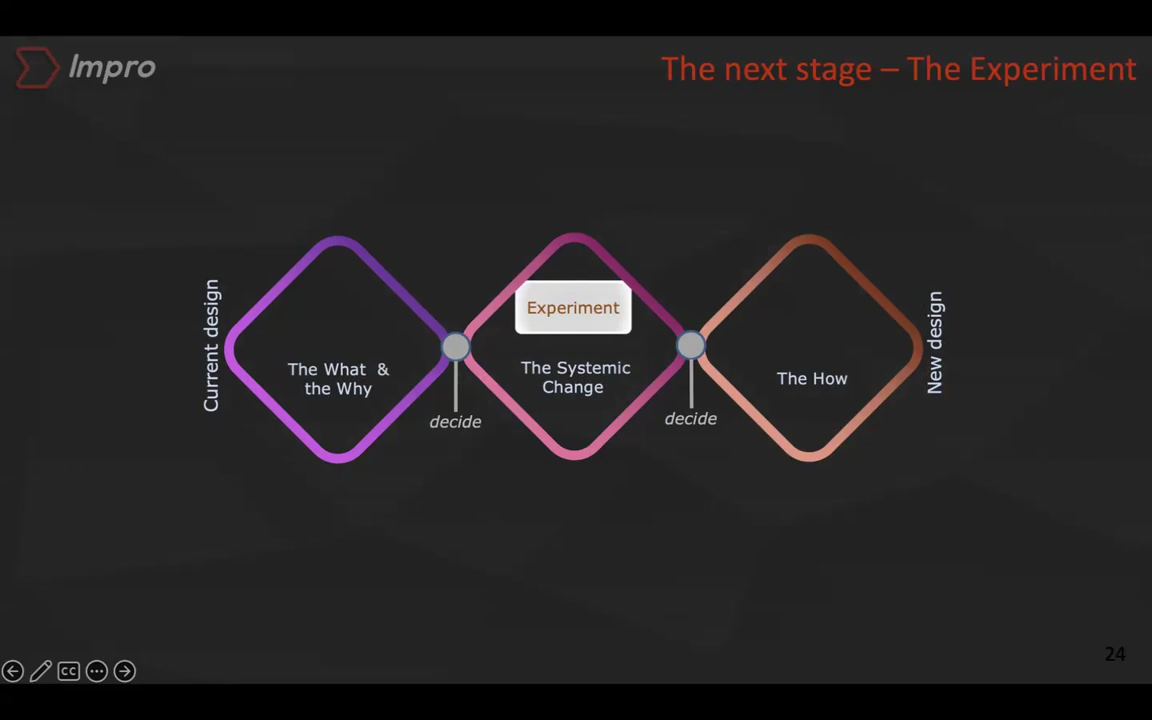 Impro
The next stage – The Experiment
Current design
The What &
the Why
decide
Experiment
The Systemic
Change
decide
The How
New design
CC
24